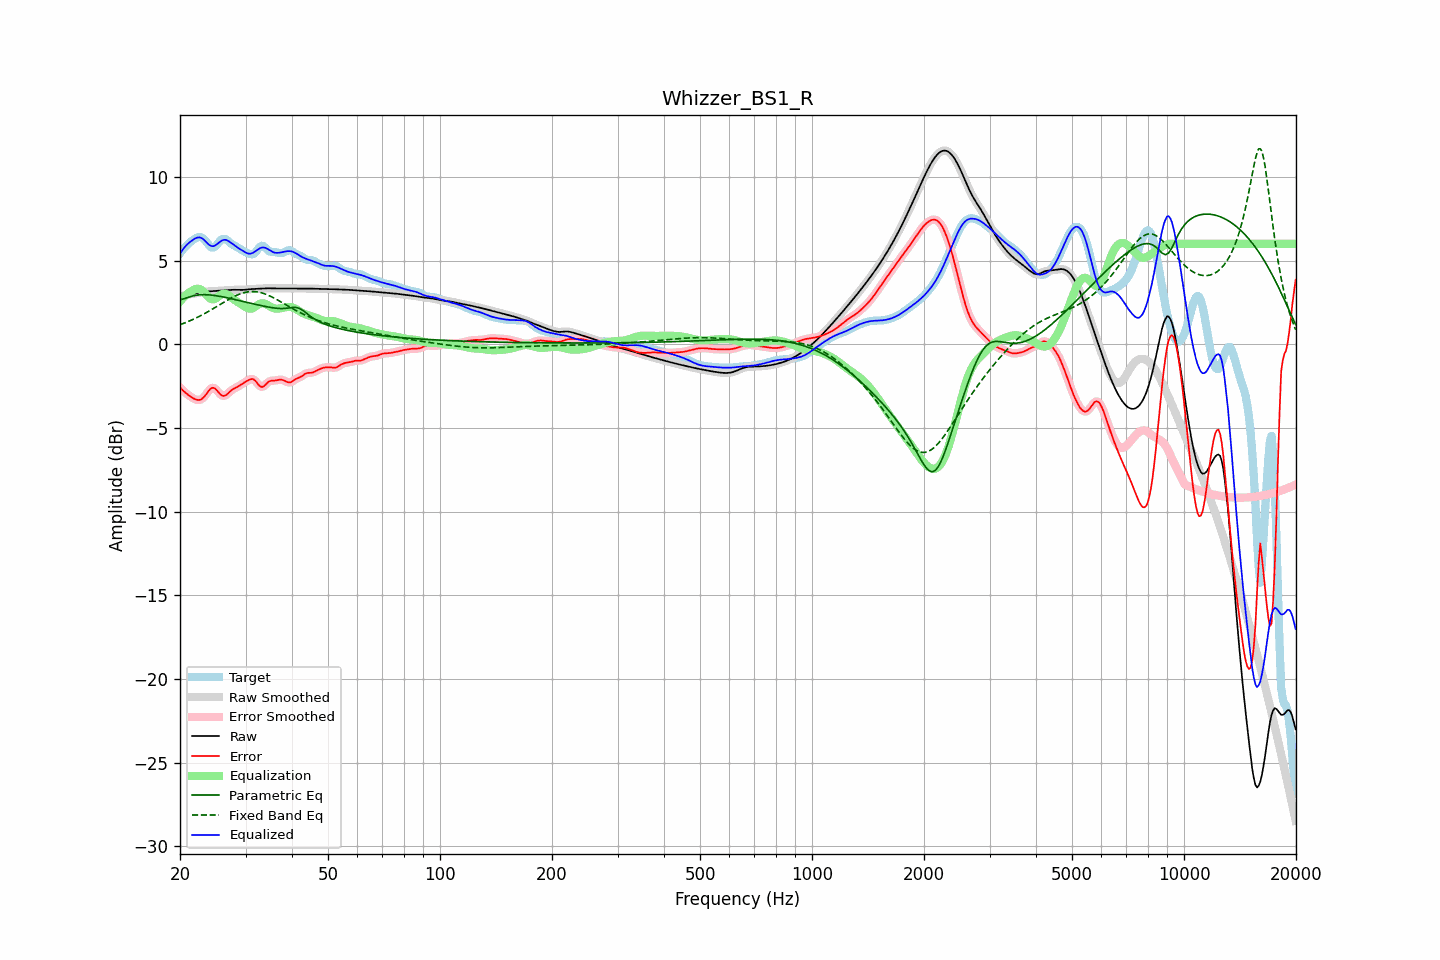 Whizzer_BS1_R
10
5
0
−5
−10
−15
−20
−25
−30
Amplitude (dBr)
Target
Raw Smoothed
Error Smoothed
Raw
Error
Equalization
Parametric Eq
Fixed Band Eq
Equalized
20 50 100 200 500 1000 2000 5000 10000 20000
Frequency (Hz)